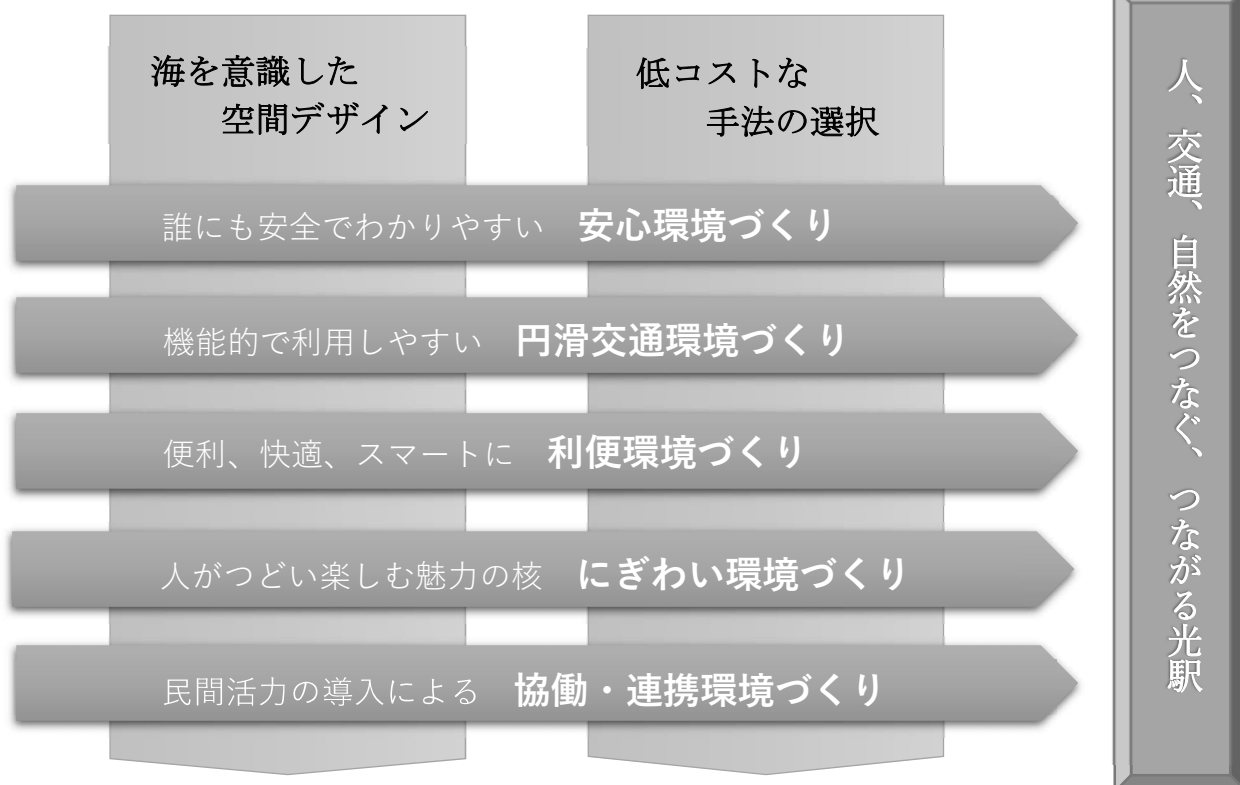 海を意識した
空間デザイン
低コストな
手法の選択
誰にも安全でわかりやすい　安心環境づくり
機能的で利用しやすい　円滑交通環境づくり
便利、快適、スマートに　利便環境づくり
人がつどい楽しむ魅力の核　にぎわい環境づくり
民間活力の導入による　協働・連携環境づくり
人、交通、自然をつなぐ、つながる光駅